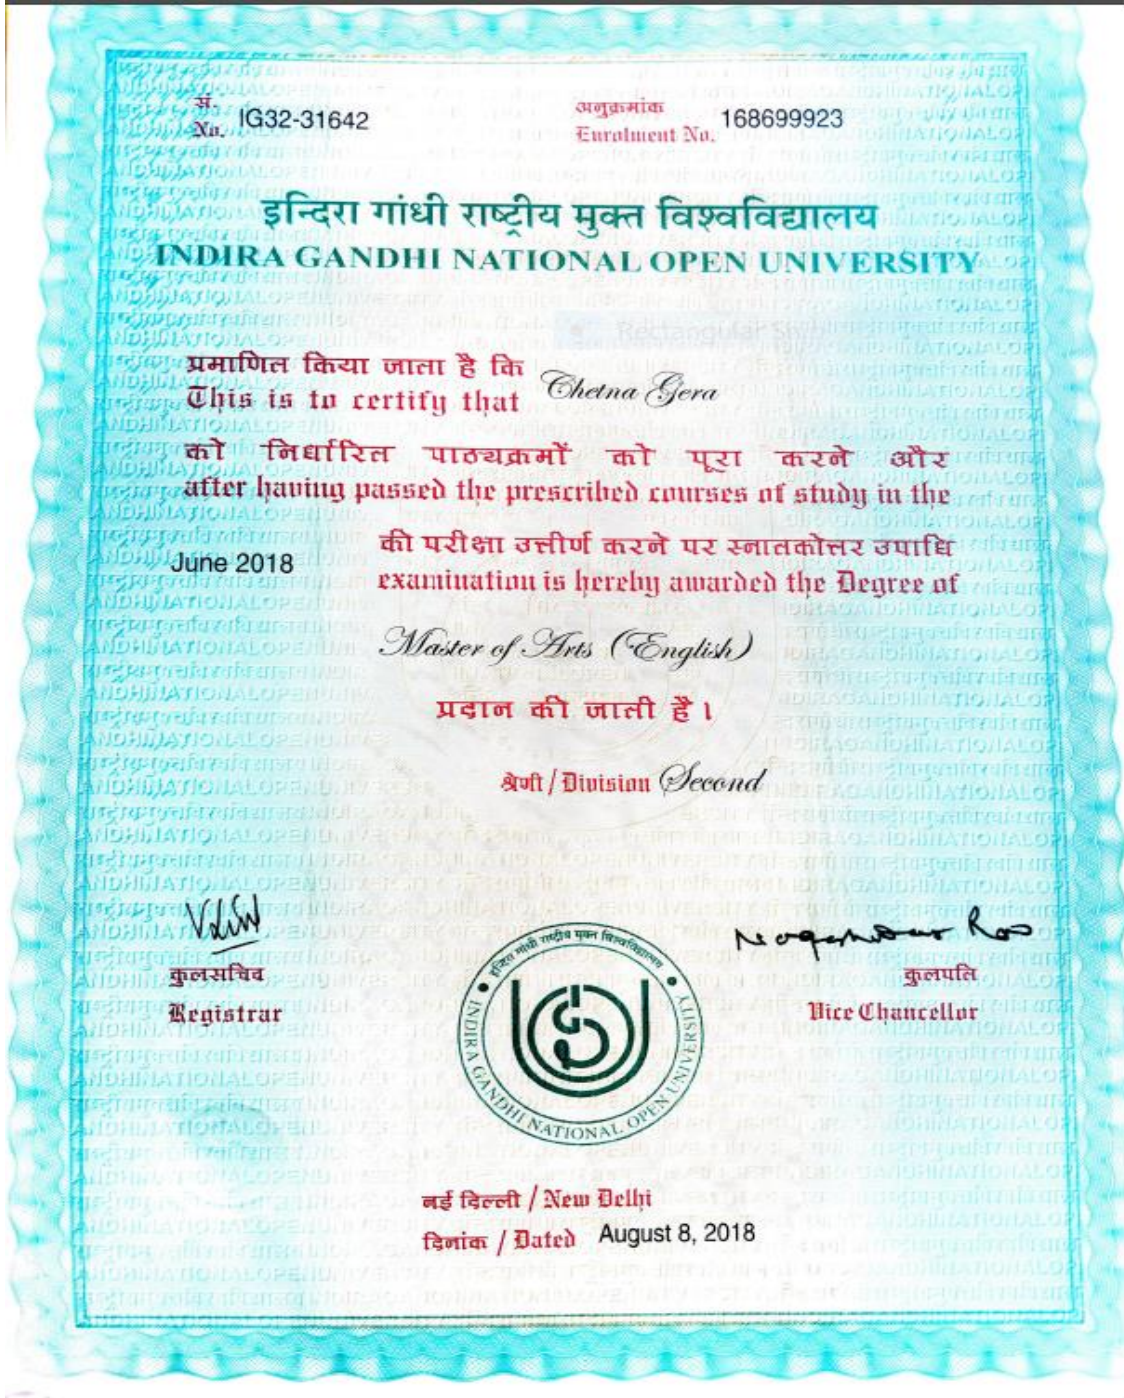 सं.
No. IG32-31642
अनुक्रमांक
Enrolment No. 168699923
इन्दिरा गांधी राष्ट्रीय मुक्त विश्वविद्यालय
INDIRA GANDHI NATIONAL OPEN UNIVERSITY
Rectangular Snip
प्रमाणित किया जाता है कि
This is to certify that Chetna Gera
को निर्धारित पाठ्यक्रमों को पूरा करने और
after having passed the prescribed courses of study in the
June 2018 की परीक्षा उत्तीर्ण करने पर स्नातकोत्तर उपाधि
examination is hereby awarded the Degree of
Master of Arts (English)
प्रदान की जाती है।
श्रेणी / Division Second
कुलसचिव
Registrar
Nageshwar Rao
कुलपति
Vice Chancellor
इन्दिरा गांधी राष्ट्रीय मुक्त विश्वविद्यालय
INDIRA GANDHI NATIONAL OPEN UNIVERSITY
नई दिल्ली / New Delhi
दिनांक / Dated August 8, 2018